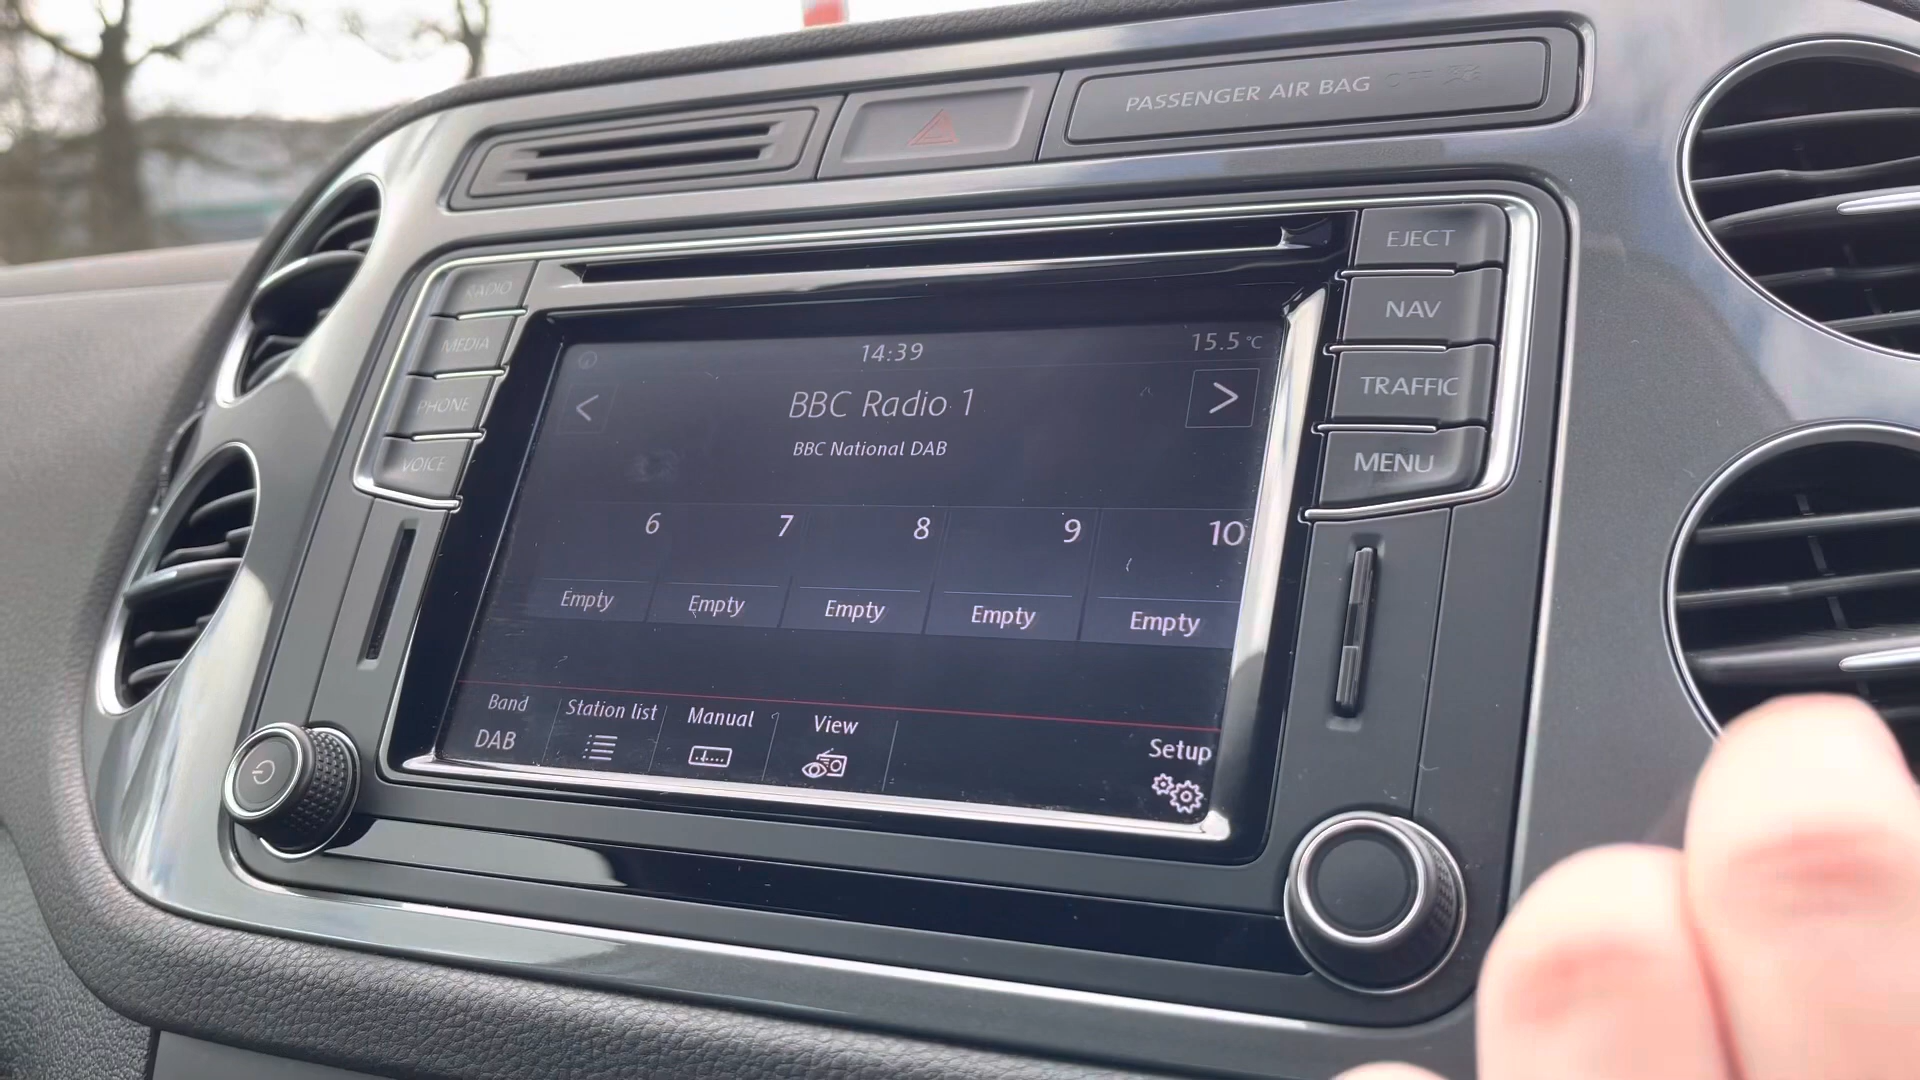 PASSENGER AIR BAG OFF
RADIO
MEDIA
PHONE
VOICE
EJECT
NAV
TRAFFIC
MENU
14:39
15.5 °C
< BBC Radio 1 >
BBC National DAB
6 7 8 9 10
Empty Empty Empty Empty Empty
Band Station list Manual View Setup
DAB